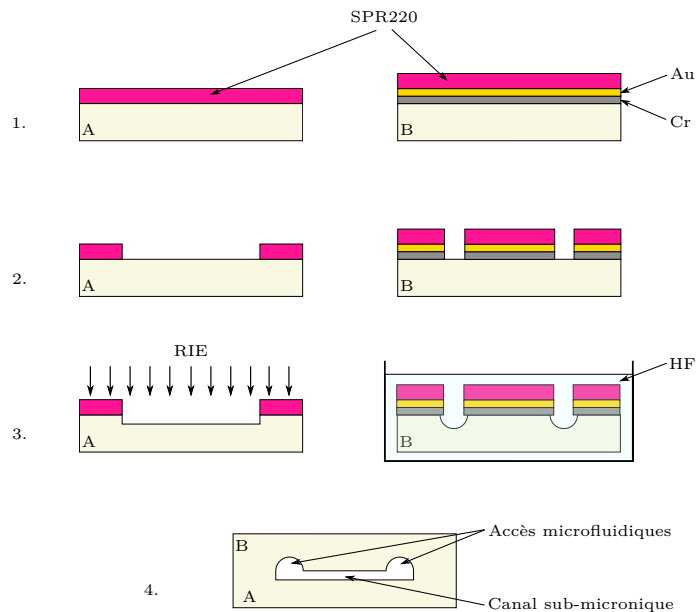 SPR220
Au
Cr
1.
A
B
2.
A
B
RIE
HF
3.
A
B
Accès microfluidiques
B
A
4.
Canal sub-micronique